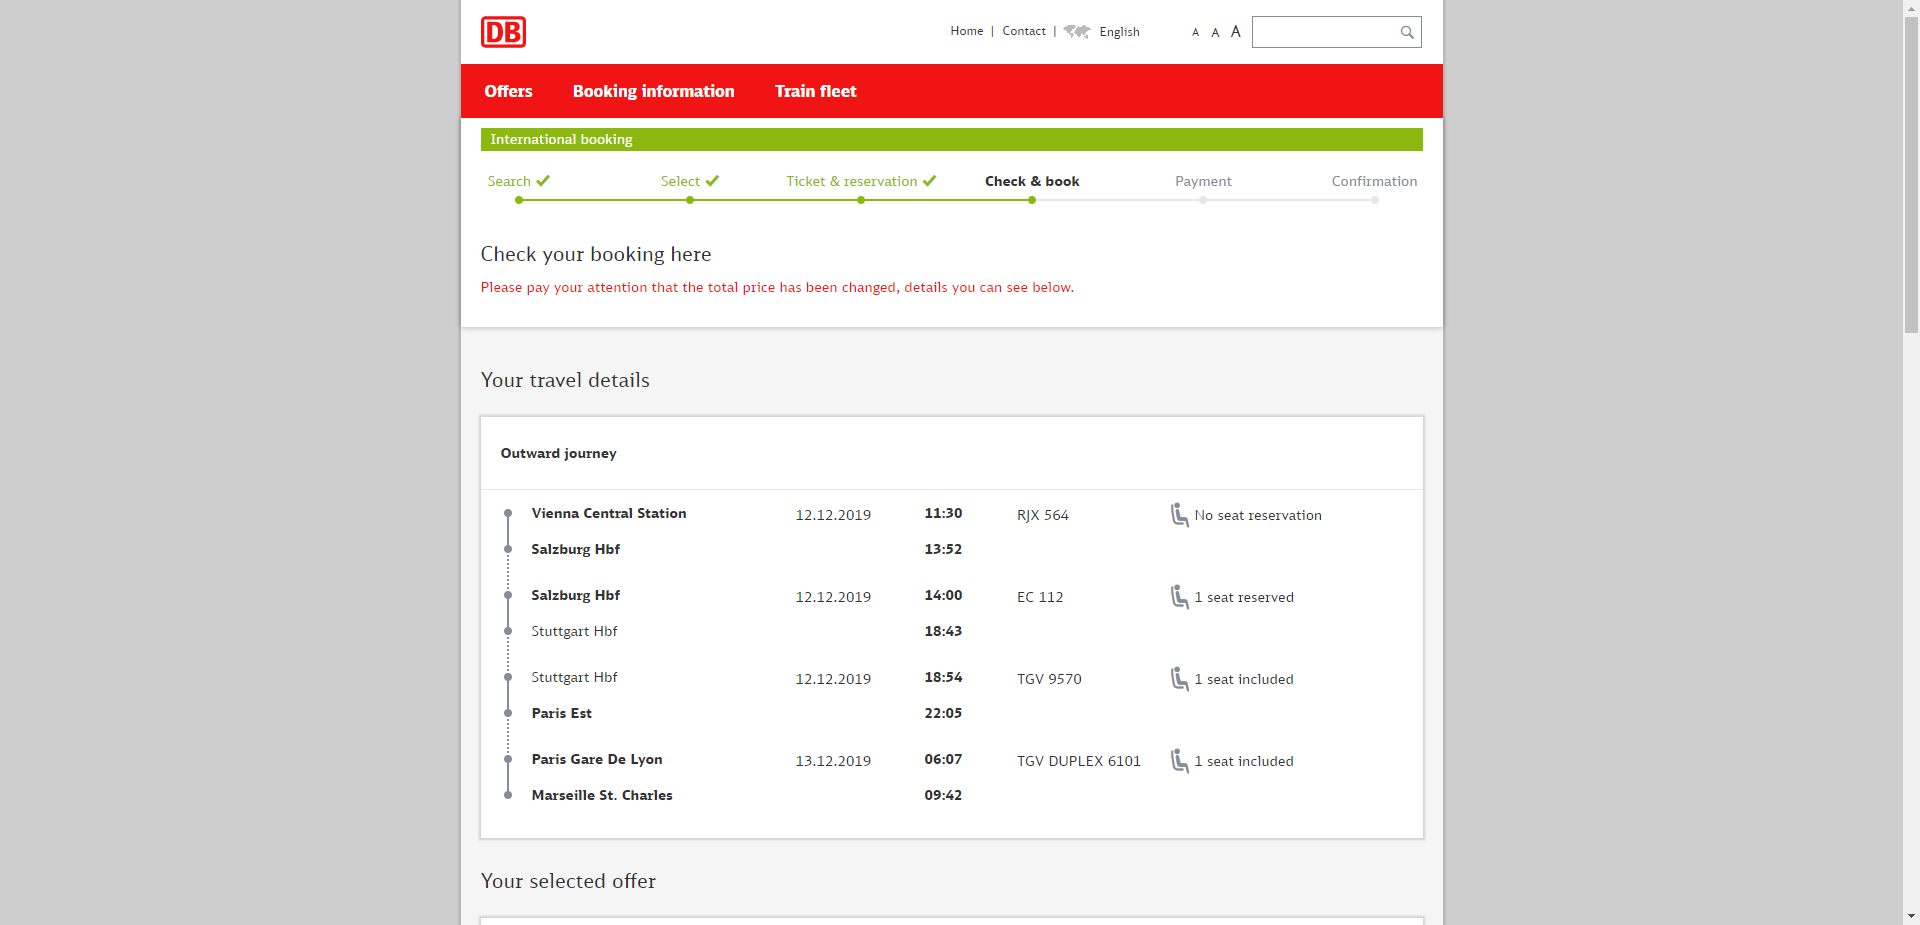 DB
Home | Contact | English A A A
Offers Booking information Train fleet
International booking
Search Select Ticket & reservation Check & book Payment Confirmation
Check your booking here
Please pay your attention that the total price has been changed, details you can see below.
Your travel details
Outward journey
Vienna Central Station 12.12.2019 11:30 RJX 564 No seat reservation
Salzburg Hbf 13:52
Salzburg Hbf 12.12.2019 14:00 EC 112 1 seat reserved
Stuttgart Hbf 18:43
Stuttgart Hbf 12.12.2019 18:54 TGV 9570 1 seat included
Paris Est 22:05
Paris Gare De Lyon 13.12.2019 06:07 TGV DUPLEX 6101 1 seat included
Marseille St. Charles 09:42
Your selected offer